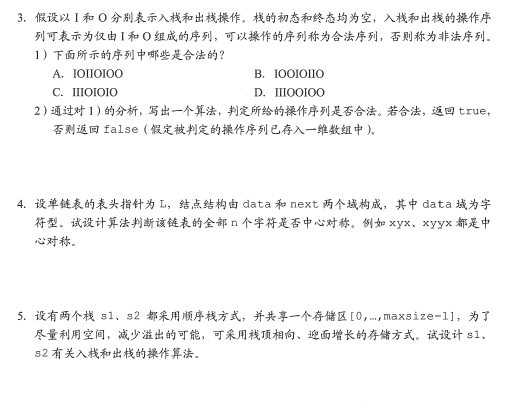 3. 假设以 I 和 O 分别表示入栈和出栈操作。栈的初态和终态均为空，入栈和出栈的操作序
列可表示为仅由 I 和 O 组成的序列，可以操作的序列称为合法序列，否则称为非法序列。
1）下面所示的序列中哪些是合法的？
A. IOIIOIOO B. IOOIOIIO
C. IIIOIOIO D. IIIOOIOO
2）通过对 1）的分析，写出一个算法，判定所给的操作序列是否合法。若合法，返回 true，
否则返回 false（假定被判定的操作序列已存入一维数组中）。
4. 设单链表的表头指针为 L，结点结构由 data 和 next 两个域构成，其中 data 域为字
符型。试设计算法判断该链表的全部 n 个字符是否中心对称。例如 xyx、xyyx 都是中
心对称。
5. 设有两个栈 s1、s2 都采用顺序栈方式，并共享一个存储区[0,…,maxsize-1]，为了
尽量利用空间，减少溢出的可能，可采用栈顶相向、迎面增长的存储方式。试设计 s1、
s2 有关入栈和出栈的操作算法。